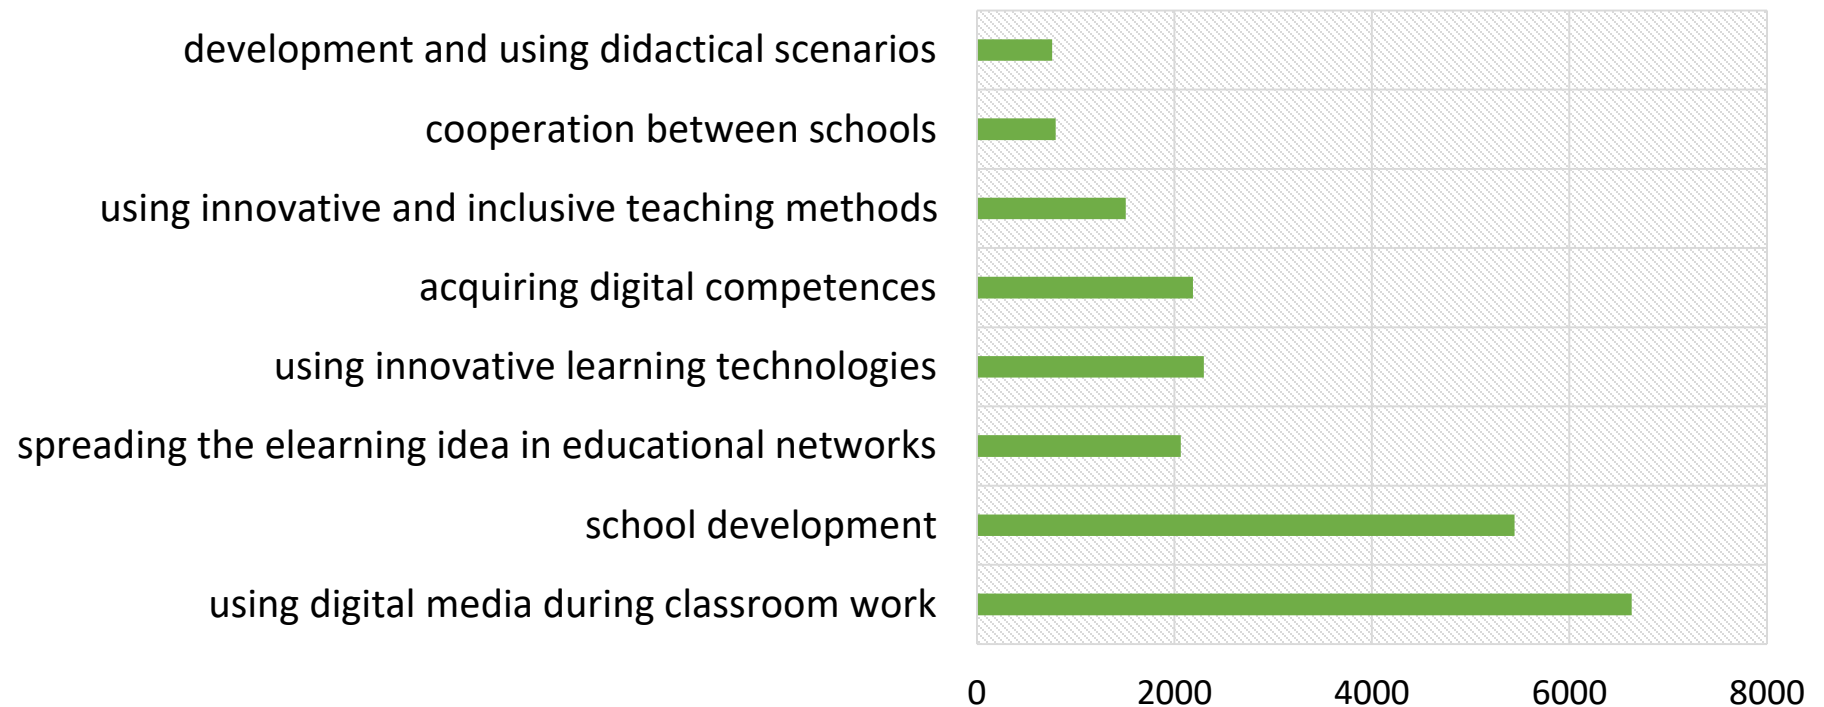 development and using didactical scenarios
cooperation between schools
using innovative and inclusive teaching methods
acquiring digital competences
using innovative learning technologies
spreading the elearning idea in educational networks
school development
using digital media during classroom work
0 2000 4000 6000 8000